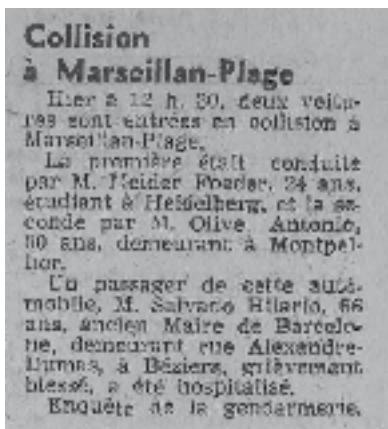 Collision
à Marseillan-Plage
Hier à 12 h. 30, deux voitu-
res sont entrées en collision à
Marseillan-Plage.
La première était conduite
par M. Heider 24 ans,
étudiant à Heidelberg, et la se-
conde par M. Olive, Antonio,
ans, demeurant à Montpel-
lier.
Un passager de cette auto-
mobile, M. Salvado Hilario, 66
ans, ancien Maire de Barcelo-
ne, demeurant rue Alexandre-
Dumas, à Béziers, grièvement
blessé, a été hospitalisé.
Enquête de la gendarmerie.